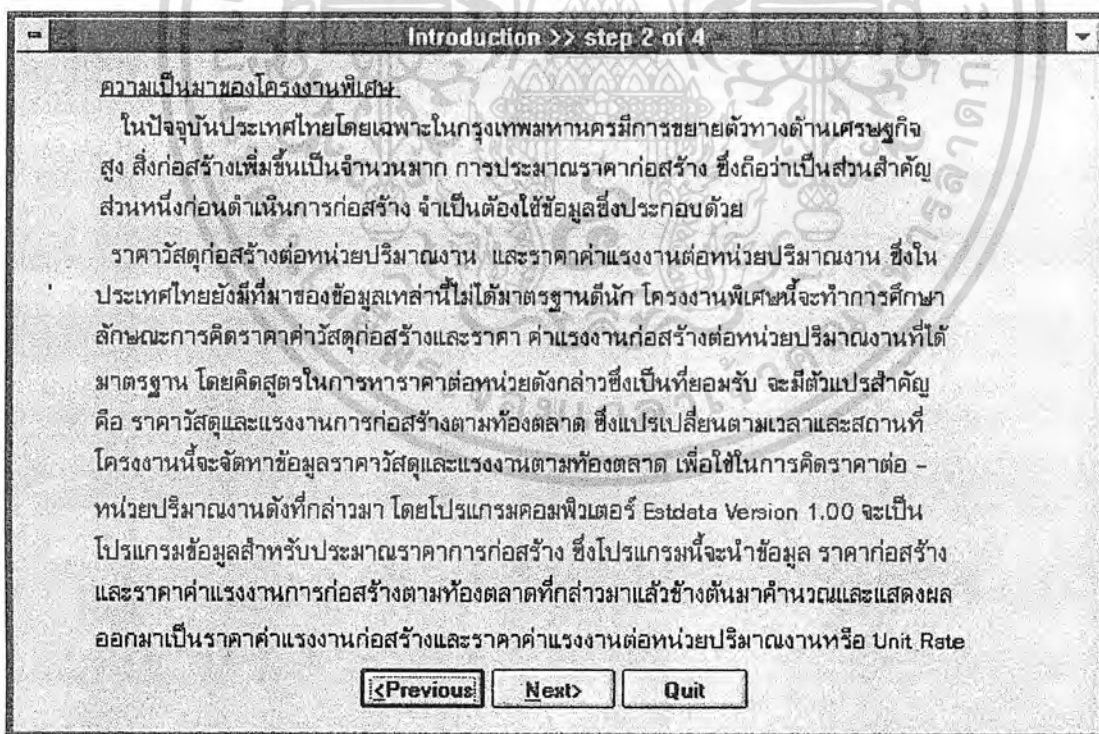 Introduction >> step 2 of 4
ความเป็นมาของโครงงานพิเศษ
ในปัจจุบันประเทศไทยโดยเฉพาะในกรุงเทพมหานครมีการขยายตัวทางด้านเศรษฐกิจ
สูง สิ่งก่อสร้างเพิ่มขึ้นเป็นจำนวนมาก การประมาณราคาก่อสร้าง ซึ่งถือว่าเป็นส่วนสำคัญ
ส่วนหนึ่งก่อนดำเนินการก่อสร้าง จำเป็นต้องใช้ข้อมูลซึ่งประกอบด้วย
ราคาวัสดุก่อสร้างต่อหน่วยปริมาณงาน และราคาค่าแรงงานต่อหน่วยปริมาณงาน ซึ่งใน
ประเทศไทยยังมีที่มาของข้อมูลเหล่านี้ไม่ได้มาตรฐานดีนัก โครงงานพิเศษนี้จะทำการศึกษา
ลักษณะการคิดราคาค่าวัสดุก่อสร้างและราคา ค่าแรงงานก่อสร้างต่อหน่วยปริมาณงานที่ได้
มาตรฐาน โดยคิดสูตรในการหาราคาต่อหน่วยดังกล่าวซึ่งเป็นที่ยอมรับ จะมีตัวแปรสำคัญ
คือ ราคาวัสดุและแรงงานการก่อสร้างตามท้องตลาด ซึ่งแปรเปลี่ยนตามเวลาและสถานที่
โครงงานนี้จะจัดหาข้อมูลราคาวัสดุและแรงงานตามท้องตลาด เพื่อใช้ในการคิดราคาต่อ -
หน่วยปริมาณงานดังที่กล่าวมา โดยโปรแกรมคอมพิวเตอร์ Estdata Version 1.00 จะเป็น
โปรแกรมข้อมูลสำหรับประมาณราคาการก่อสร้าง ซึ่งโปรแกรมนี้จะนำข้อมูล ราคาก่อสร้าง
และราคาค่าแรงงานการก่อสร้างตามท้องตลาดที่กล่าวมาแล้วข้างต้นมาคำนวณและแสดงผล
ออกมาเป็นราคาค่าแรงงานก่อสร้างและราคาค่าแรงงานต่อหน่วยปริมาณงานหรือ Unit Rate
<Previous Next> Quit